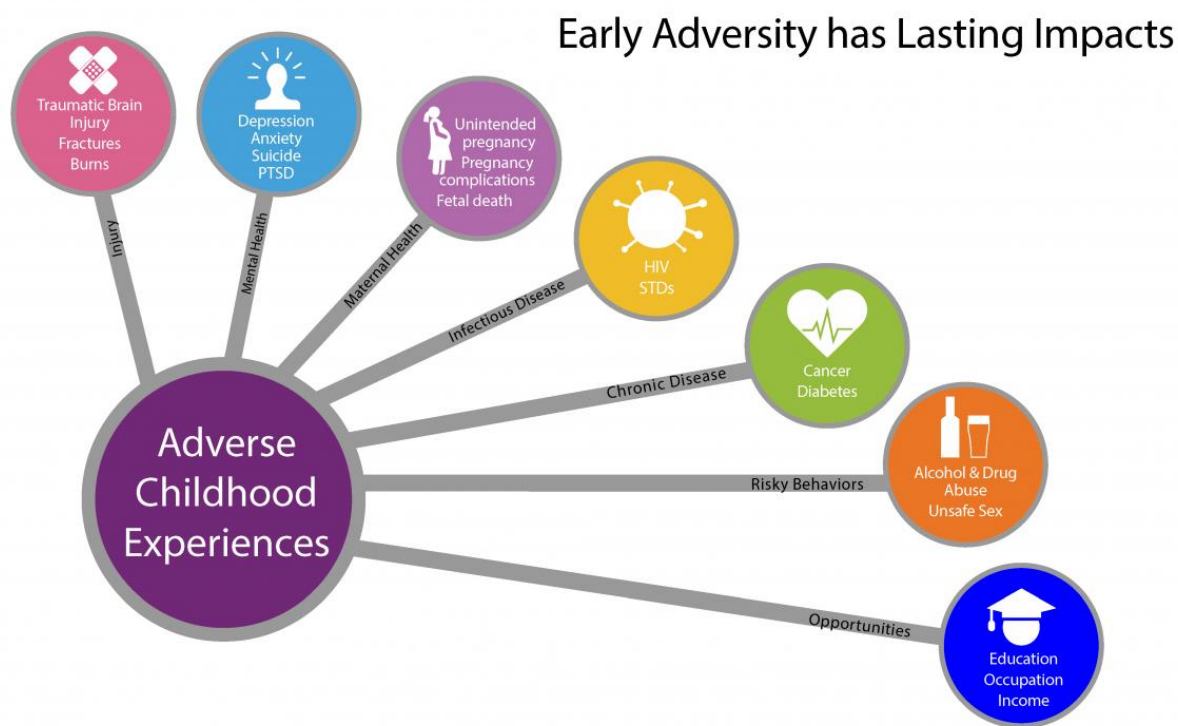 Early Adversity has Lasting Impacts
Traumatic Brain
Injury
Fractures
Burns
Injury
Depression
Anxiety
Suicide
PTSD
Mental Health
Unintended
pregnancy
Pregnancy
complications
Fetal death
Maternal Health
HIV
STDs
Infectious Disease
Cancer
Diabetes
Chronic Disease
Alcohol & Drug
Abuse
Unsafe Sex
Risky Behaviors
Education
Occupation
Income
Opportunities
Adverse
Childhood
Experiences